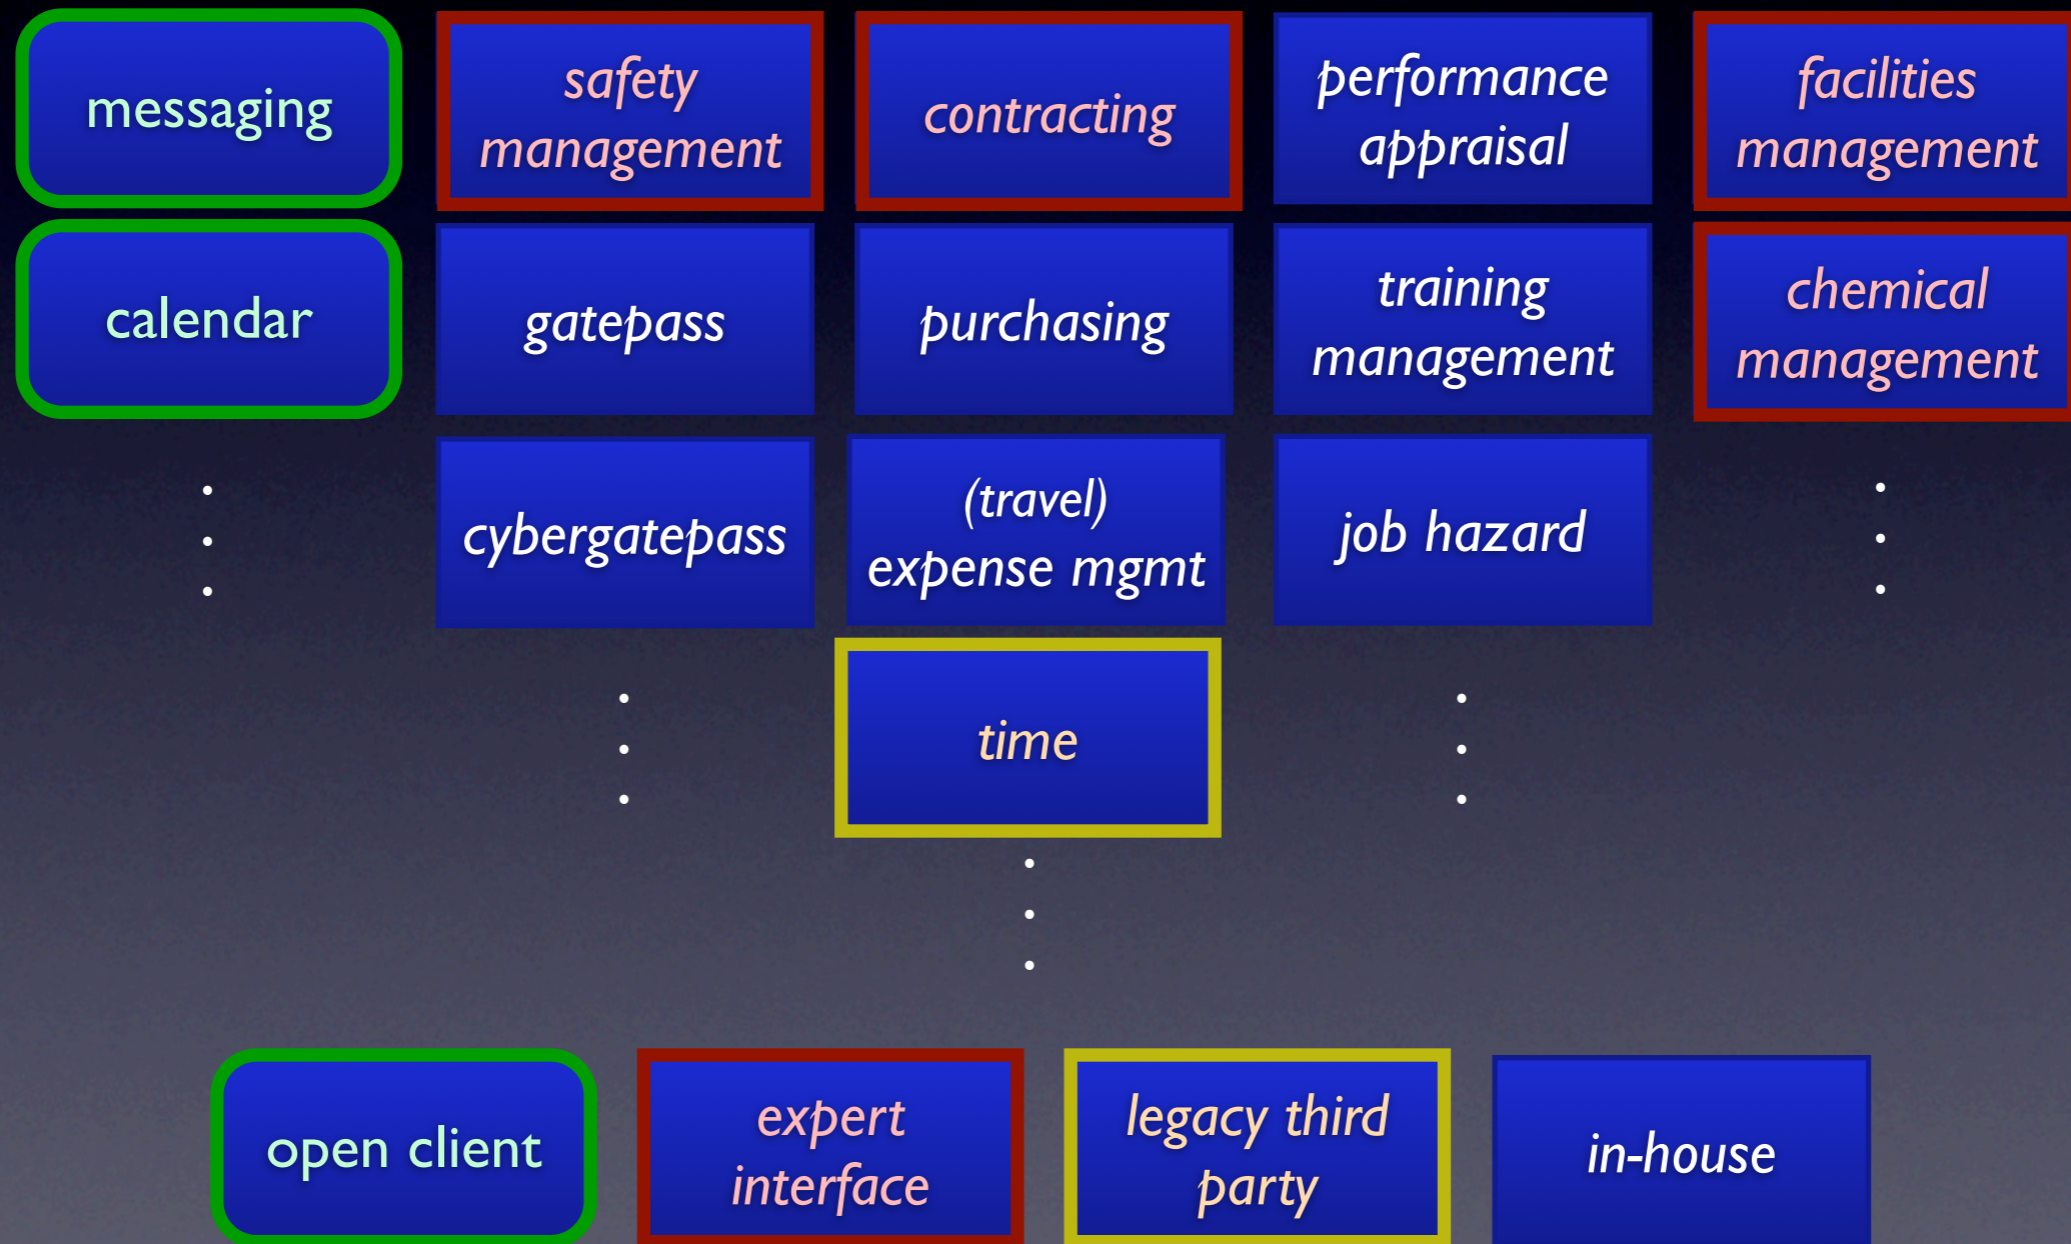 messaging
safety
management
contracting
performance
appraisal
facilities
management
calendar
gatepass
purchasing
training
management
chemical
management
cybergatepass
(travel)
expense mgmt
job hazard
time
open client
expert
interface
legacy third
party
in-house